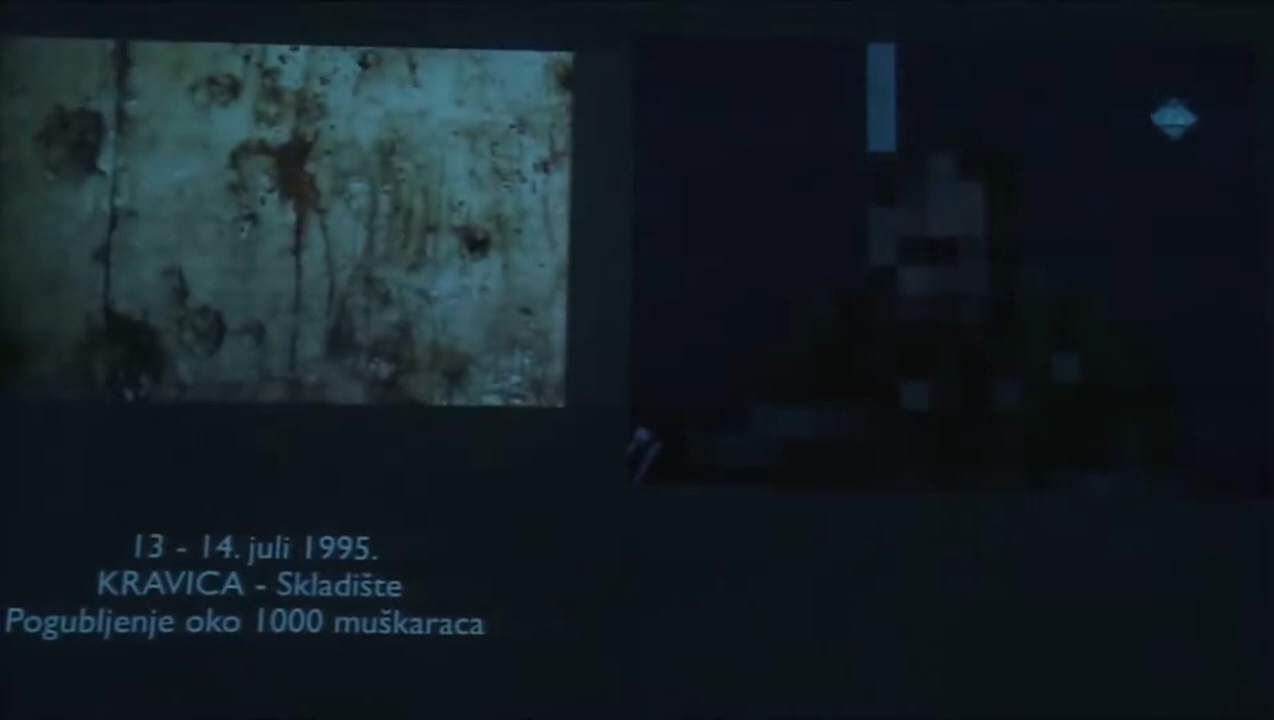 13 - 14. juli 1995.
KRAVICA - Skladište
Pogubljenje oko 1000 muškaraca